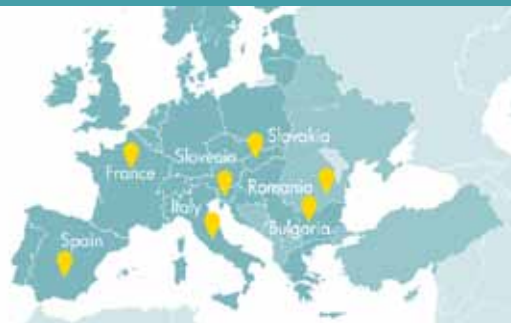 Slovakia
Slovenia
France
Romania
Italy
Bulgaria
Spain